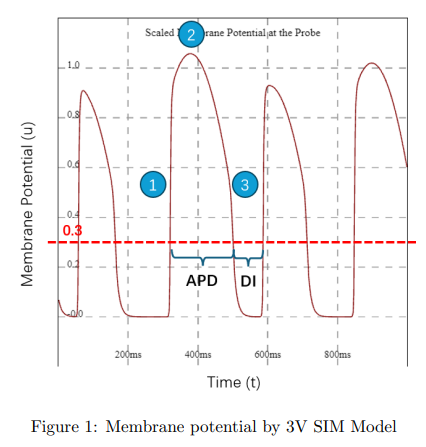 Scaled Membrane Potential at the Probe
2
1.0
0.8
0.6
1
3
0.4
0.3
0.2
APD
DI
0.0
200ms
400ms
600ms
800ms
Membrane Potential (u)
Time (t)
Figure 1: Membrane potential by 3V SIM Model